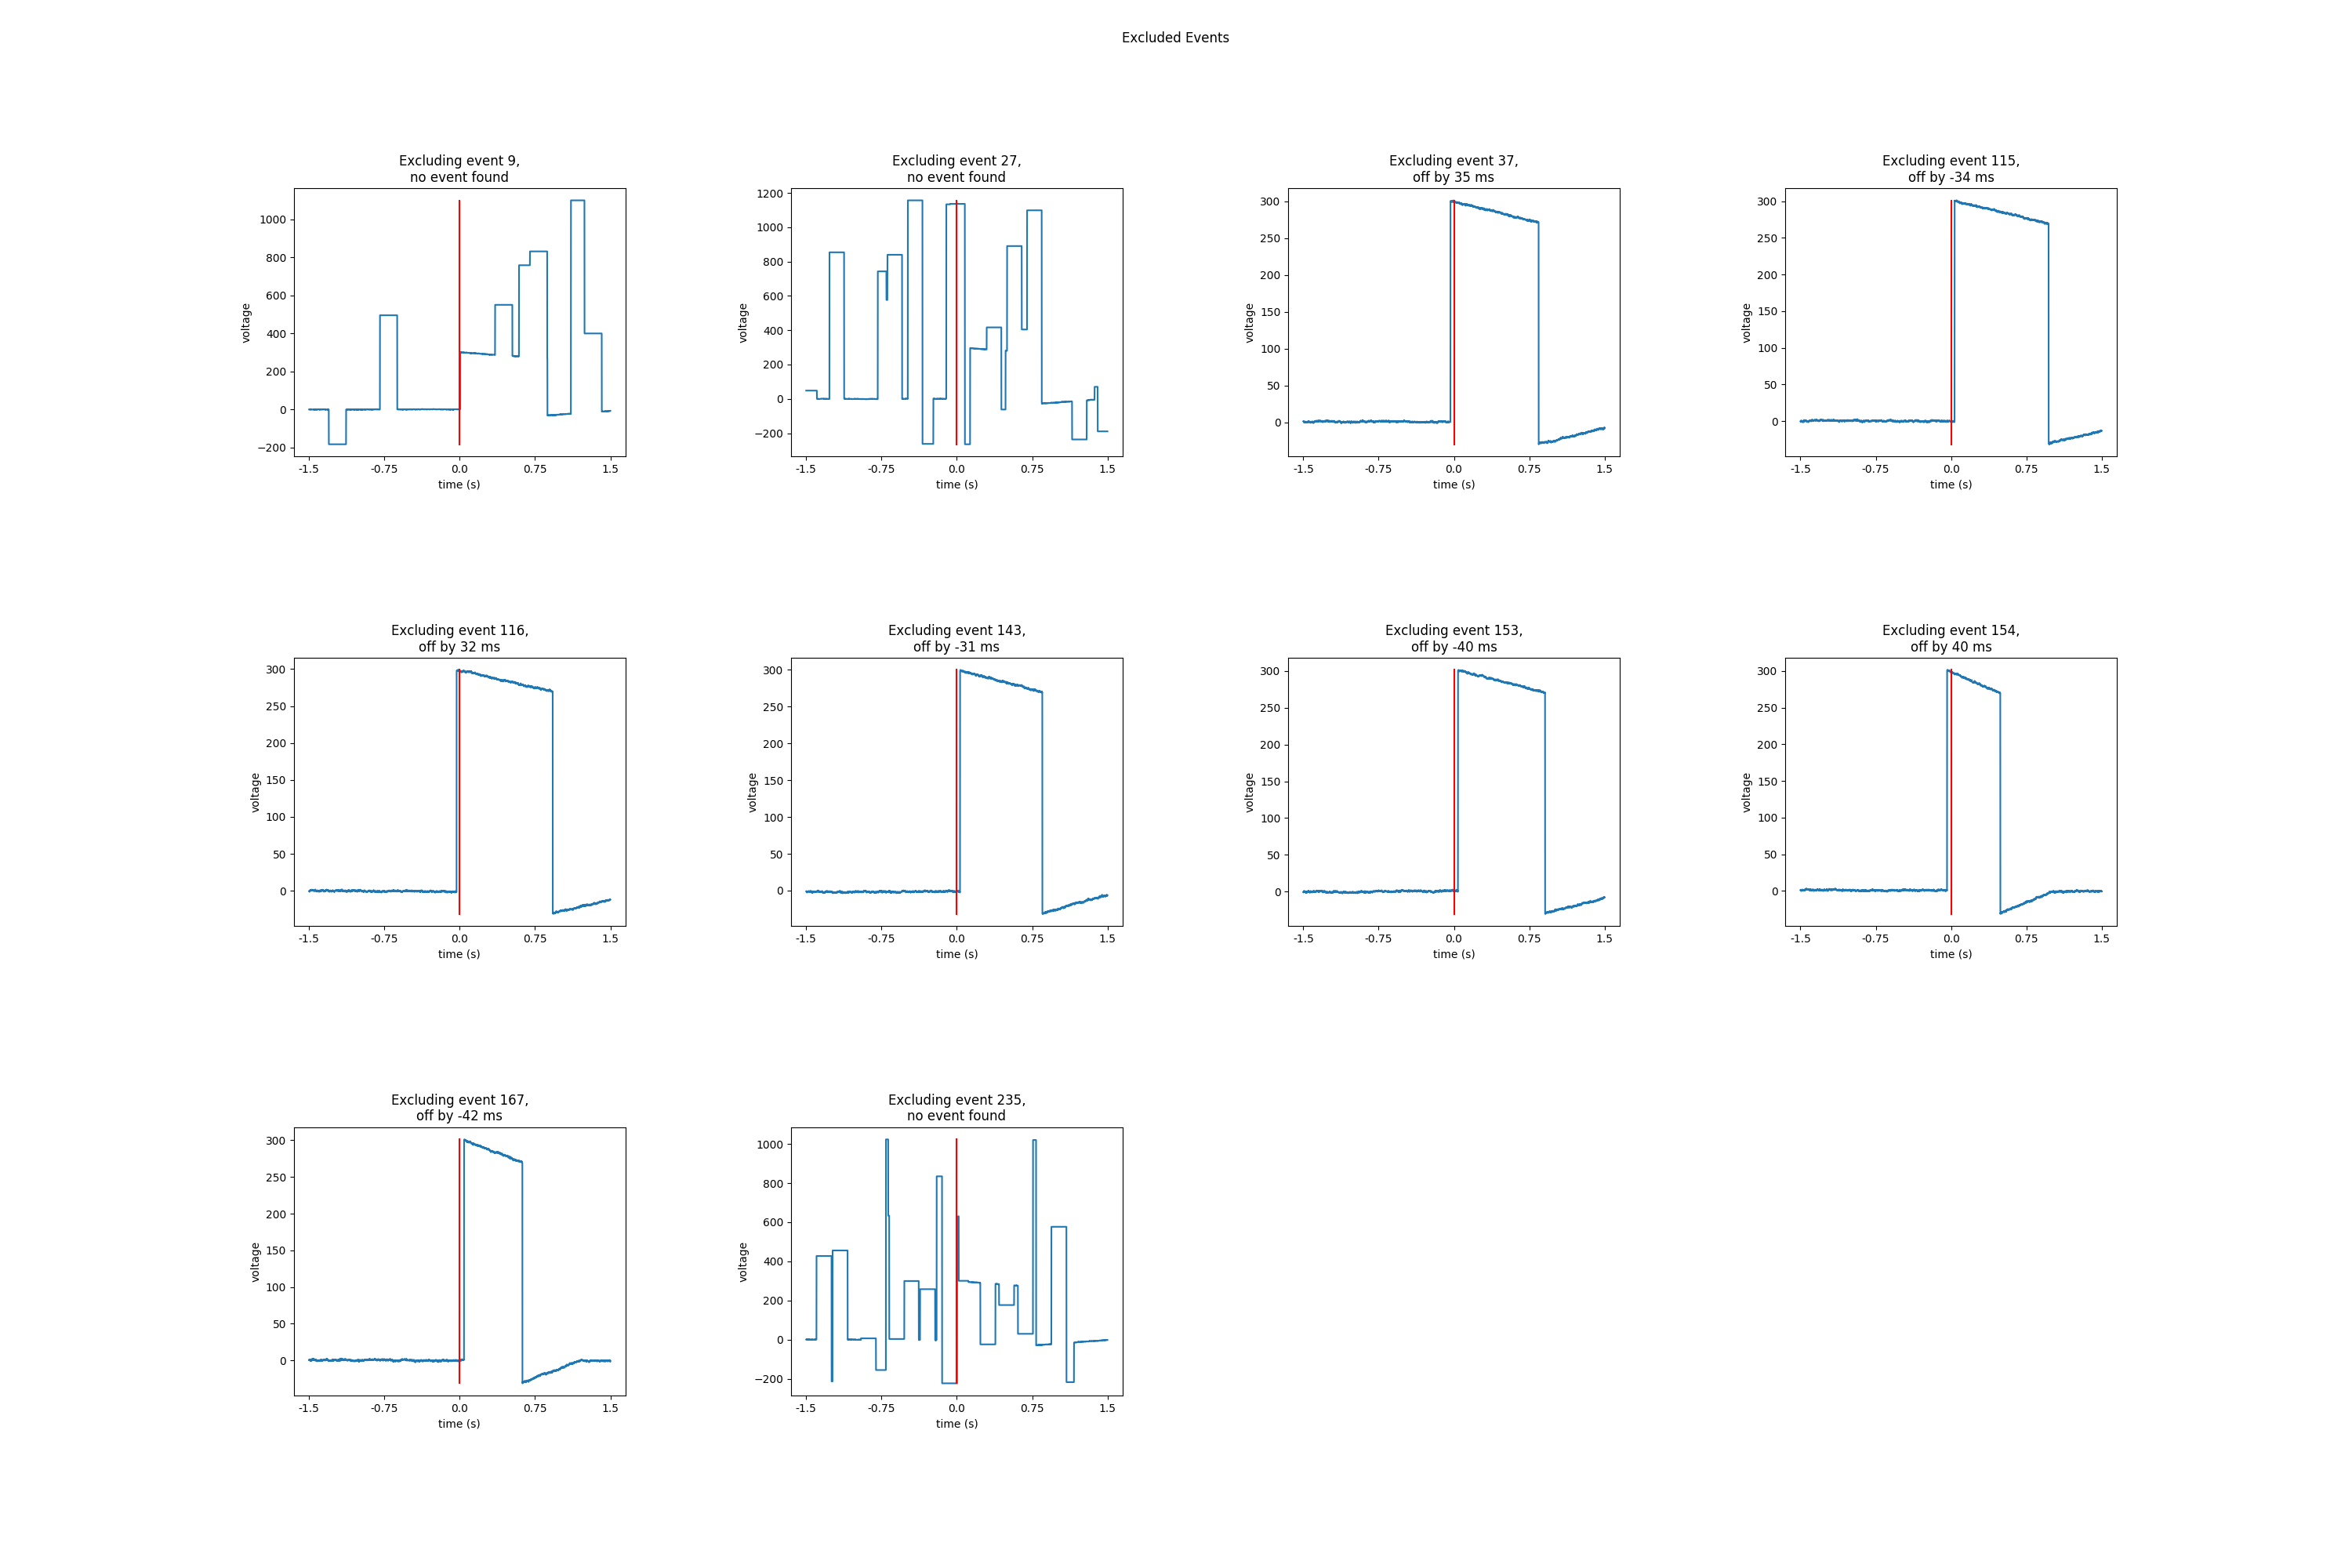 Excluded Events
Excluding event 9,
no event found
voltage
1000
800
600
400
200
0
−200
-1.5
-0.75
0.0
0.75
1.5
time (s)
Excluding event 27,
no event found
voltage
1200
1000
800
600
400
200
0
−200
-1.5
-0.75
0.0
0.75
1.5
time (s)
Excluding event 37,
off by 35 ms
voltage
300
250
200
150
100
50
0
-1.5
-0.75
0.0
0.75
1.5
time (s)
Excluding event 115,
off by -34 ms
voltage
300
250
200
150
100
50
0
-1.5
-0.75
0.0
0.75
1.5
time (s)
Excluding event 116,
off by 32 ms
voltage
300
250
200
150
100
50
0
-1.5
-0.75
0.0
0.75
1.5
time (s)
Excluding event 143,
off by -31 ms
voltage
300
250
200
150
100
50
0
-1.5
-0.75
0.0
0.75
1.5
time (s)
Excluding event 153,
off by -40 ms
voltage
300
250
200
150
100
50
0
-1.5
-0.75
0.0
0.75
1.5
time (s)
Excluding event 154,
off by 40 ms
voltage
300
250
200
150
100
50
0
-1.5
-0.75
0.0
0.75
1.5
time (s)
Excluding event 167,
off by -42 ms
voltage
300
250
200
150
100
50
0
-1.5
-0.75
0.0
0.75
1.5
time (s)
Excluding event 235,
no event found
voltage
1000
800
600
400
200
0
−200
-1.5
-0.75
0.0
0.75
1.5
time (s)